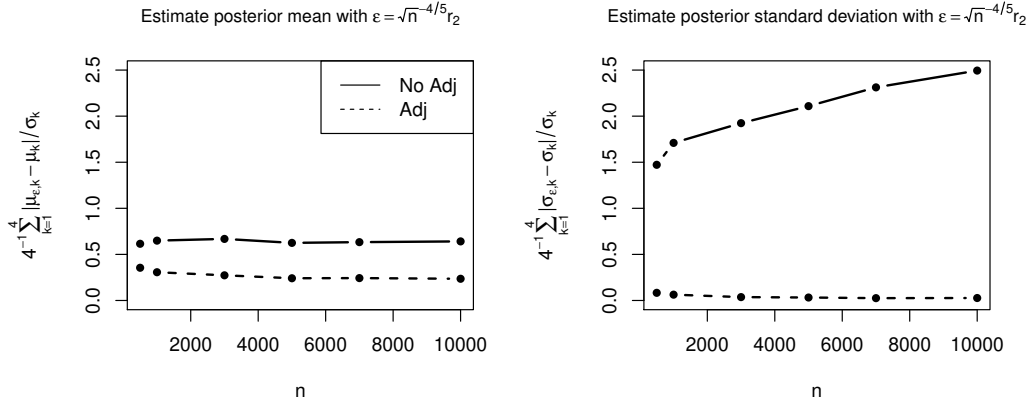 Estimate posterior mean with ε = √n^{-4/5} r₂
2.5
2.0
1.5
1.0
0.5
0.0
4⁻¹ ∑_{k=1}^{4} |μ_{ε,k} − μ_k| / σ_k
No Adj
Adj
2000 4000 6000 8000 10000
n
Estimate posterior standard deviation with ε = √n^{-4/5} r₂
2.5
2.0
1.5
1.0
0.5
0.0
4⁻¹ ∑_{k=1}^{4} |σ_{ε,k} − σ_k| / σ_k
2000 4000 6000 8000 10000
n